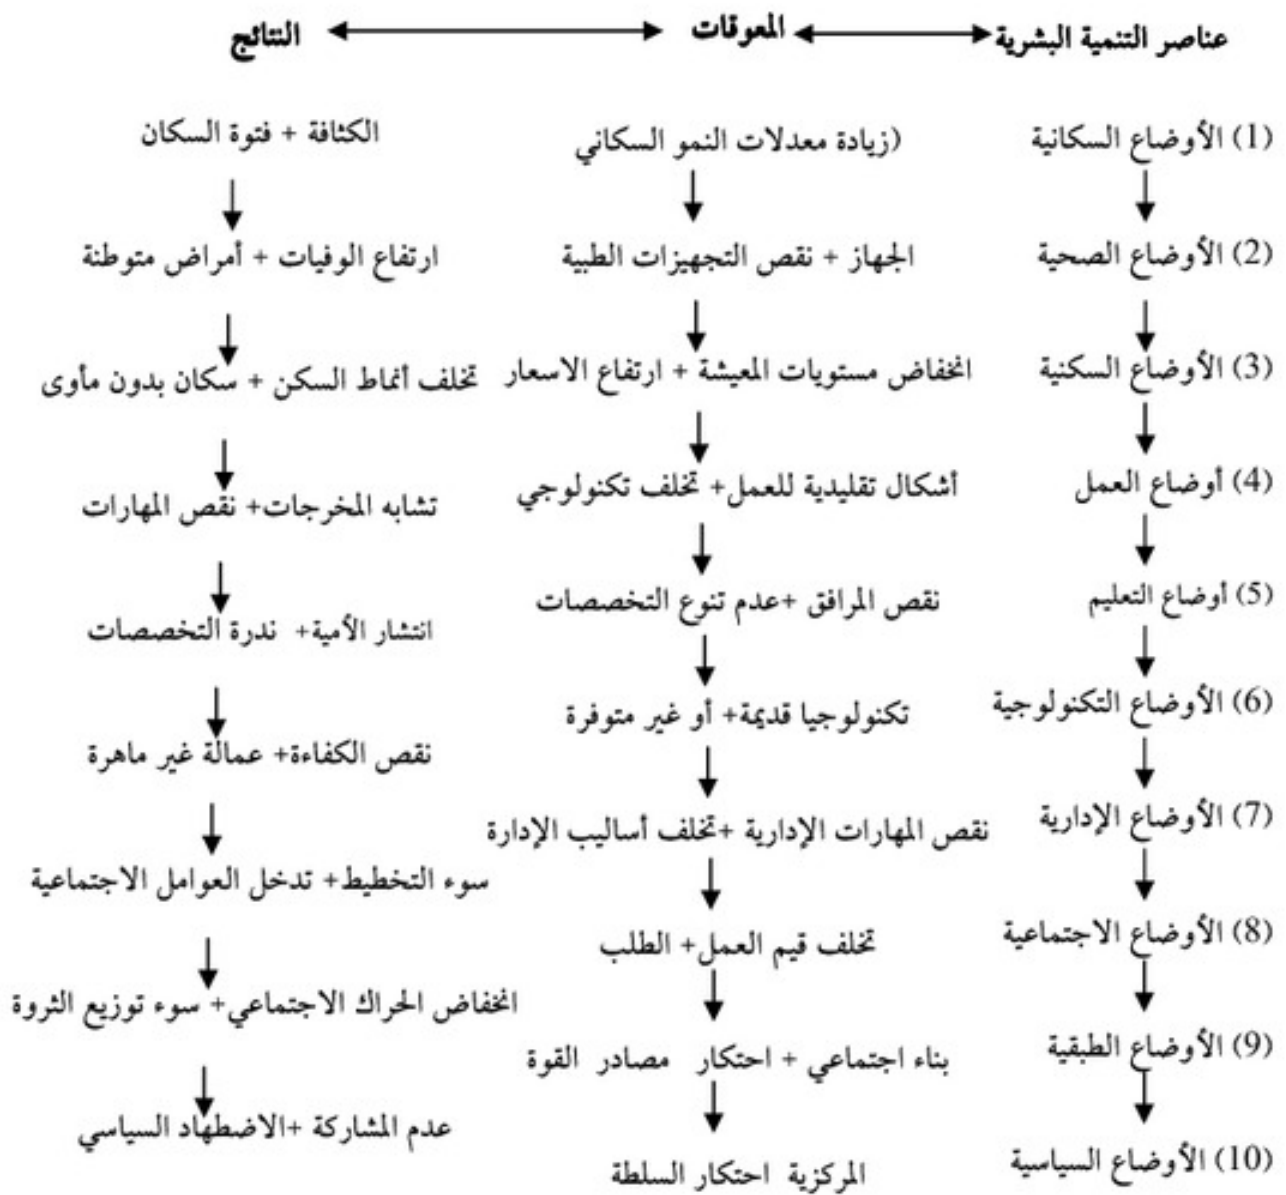 عناصر التنمية البشرية المعوقات النتائج
(1) الأوضاع السكانية (زيادة معدلات النمو السكاني الكثافة + فتوة السكان
(2) الأوضاع الصحية الجهاز + نقص التجهيزات الطبية ارتفاع الوفيات + أمراض متوطنة
(3) الأوضاع السكنية انخفاض مستويات المعيشة + ارتفاع الاسعار تخلف أنماط السكن + سكان بدون مأوى
(4) أوضاع العمل أشكال تقليدية للعمل+ تخلف تكنولوجي تشابه المخرجات+ نقص المهارات
(5) أوضاع التعليم نقص المرافق +عدم تنوع التخصصات انتشار الأمية+ ندرة التخصصات
(6) الأوضاع التكنولوجية تكنولوجيا قديمة+ أو غير متوفرة نقص الكفاءة+ عمالة غير ماهرة
(7) الأوضاع الإدارية نقص المهارات الإدارية +تخلف أساليب الإدارة سوء التخطيط+ تدخل العوامل الاجتماعية
(8) الأوضاع الاجتماعية تخلف قيم العمل+ الطلب انخفاض الحراك الاجتماعي+ سوء توزيع الثروة
(9) الأوضاع الطبقية بناء اجتماعي + احتكار مصادر القوة عدم المشاركة +الاضطهاد السياسي
(10) الأوضاع السياسية المركزية احتكار السلطة